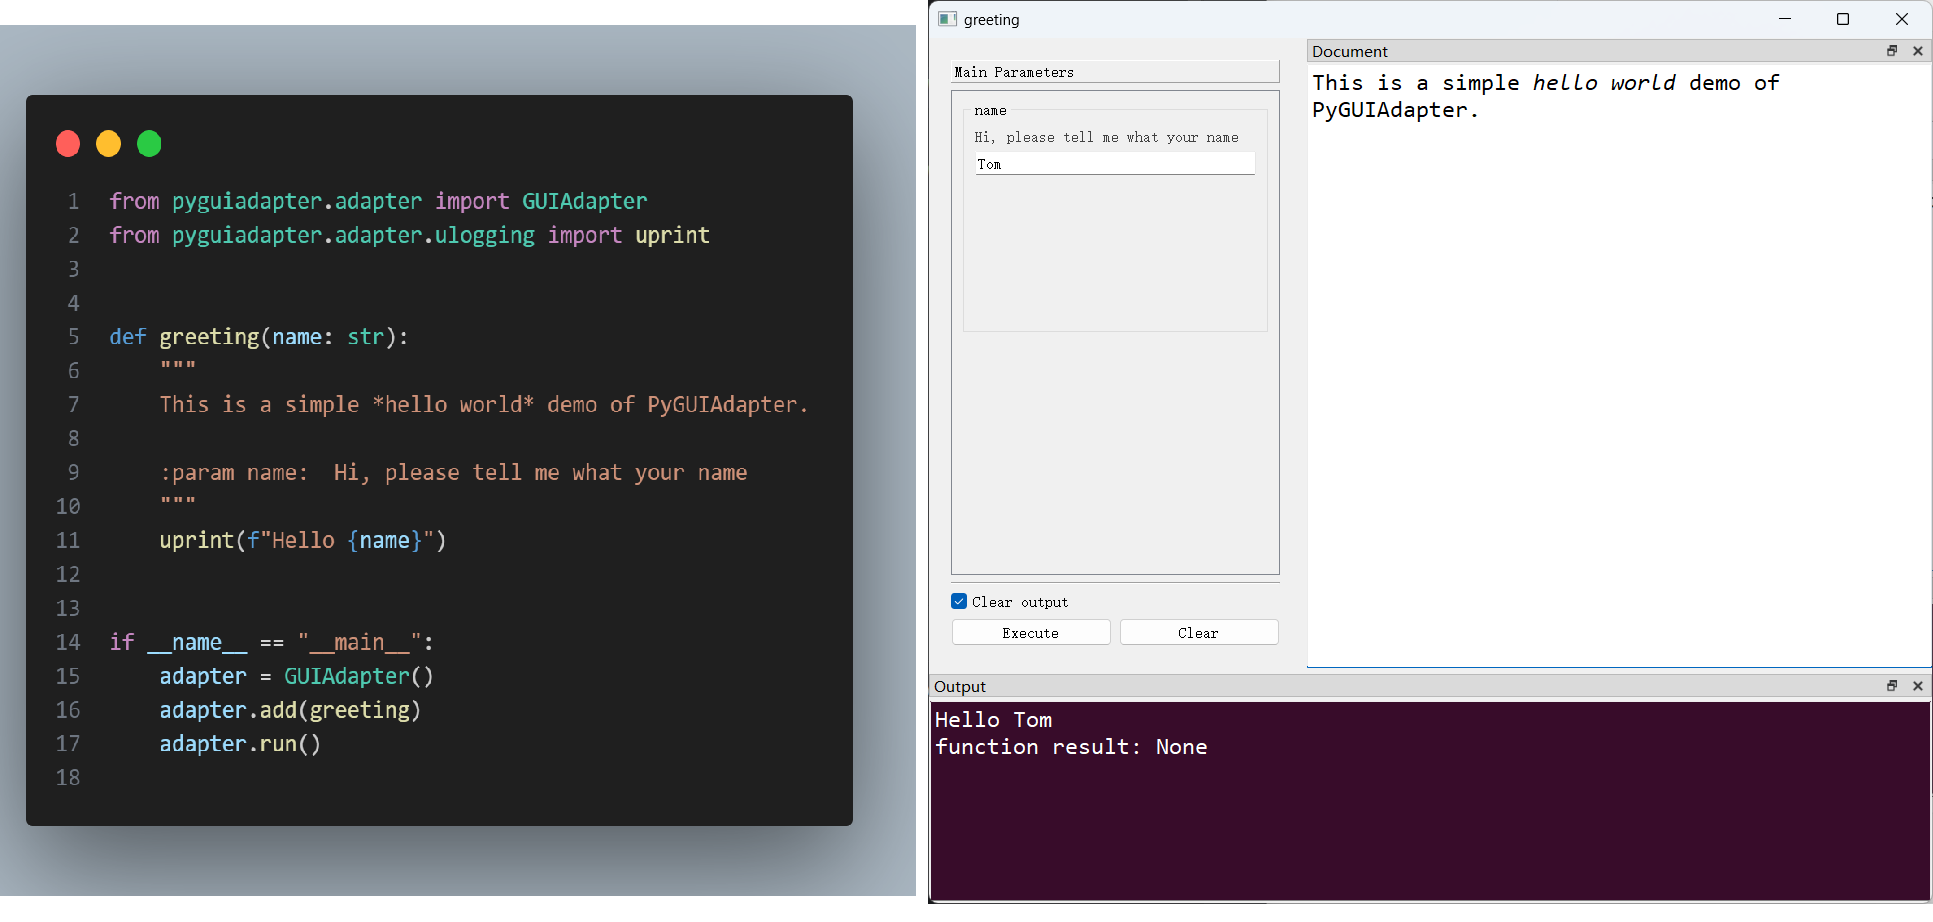 1 from pyguiadapter.adapter import GUIAdapter
2 from pyguiadapter.adapter.ulogging import uprint
3
4
5 def greeting(name: str):
6     """
7     This is a simple *hello world* demo of PyGUIAdapter.
8
9     :param name:  Hi, please tell me what your name
10     """
11     uprint(f"Hello {name}")
12
13
14 if __name__ == "__main__":
15     adapter = GUIAdapter()
16     adapter.add(greeting)
17     adapter.run()
18
greeting
Main Parameters
name
Hi, please tell me what your name
Tom
Clear output
Execute Clear
Document
This is a simple hello world demo of
PyGUIAdapter.
Output
Hello Tom
function result: None